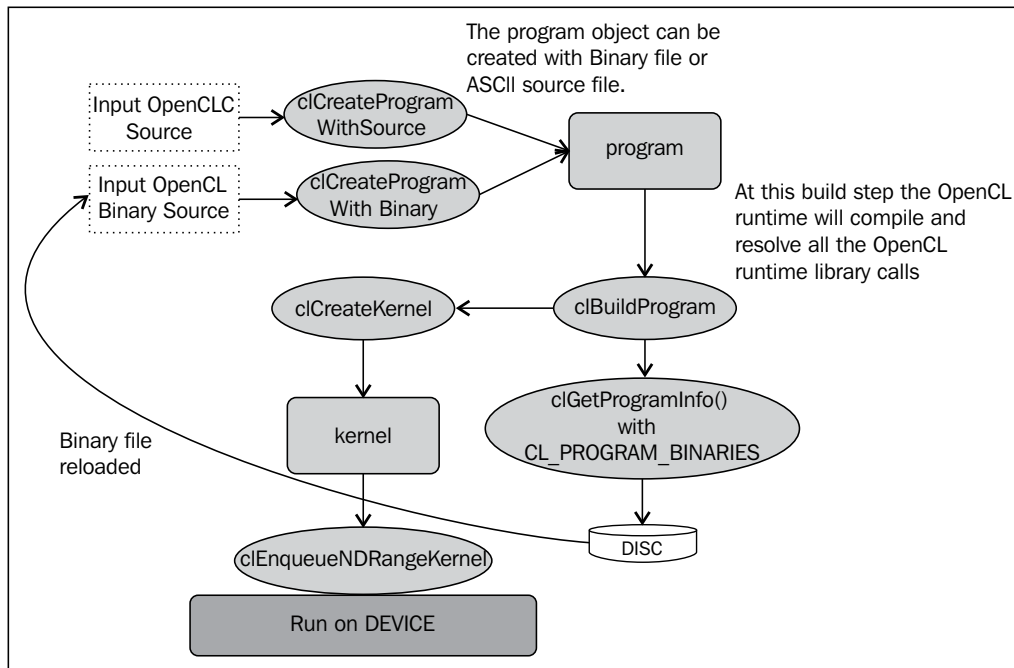 The program object can be
created with Binary file or
ASCII source file.
Input OpenCLC
Source
clCreateProgram
WithSource
program
Input OpenCL
Binary Source
clCreateProgram
With Binary
At this build step the OpenCL
runtime will compile and
resolve all the OpenCL
runtime library calls
clCreateKernel
clBuildProgram
clGetProgramInfo()
with
CL_PROGRAM_BINARIES
kernel
Binary file
reloaded
clEnqueueNDRangeKernel
DISC
Run on DEVICE